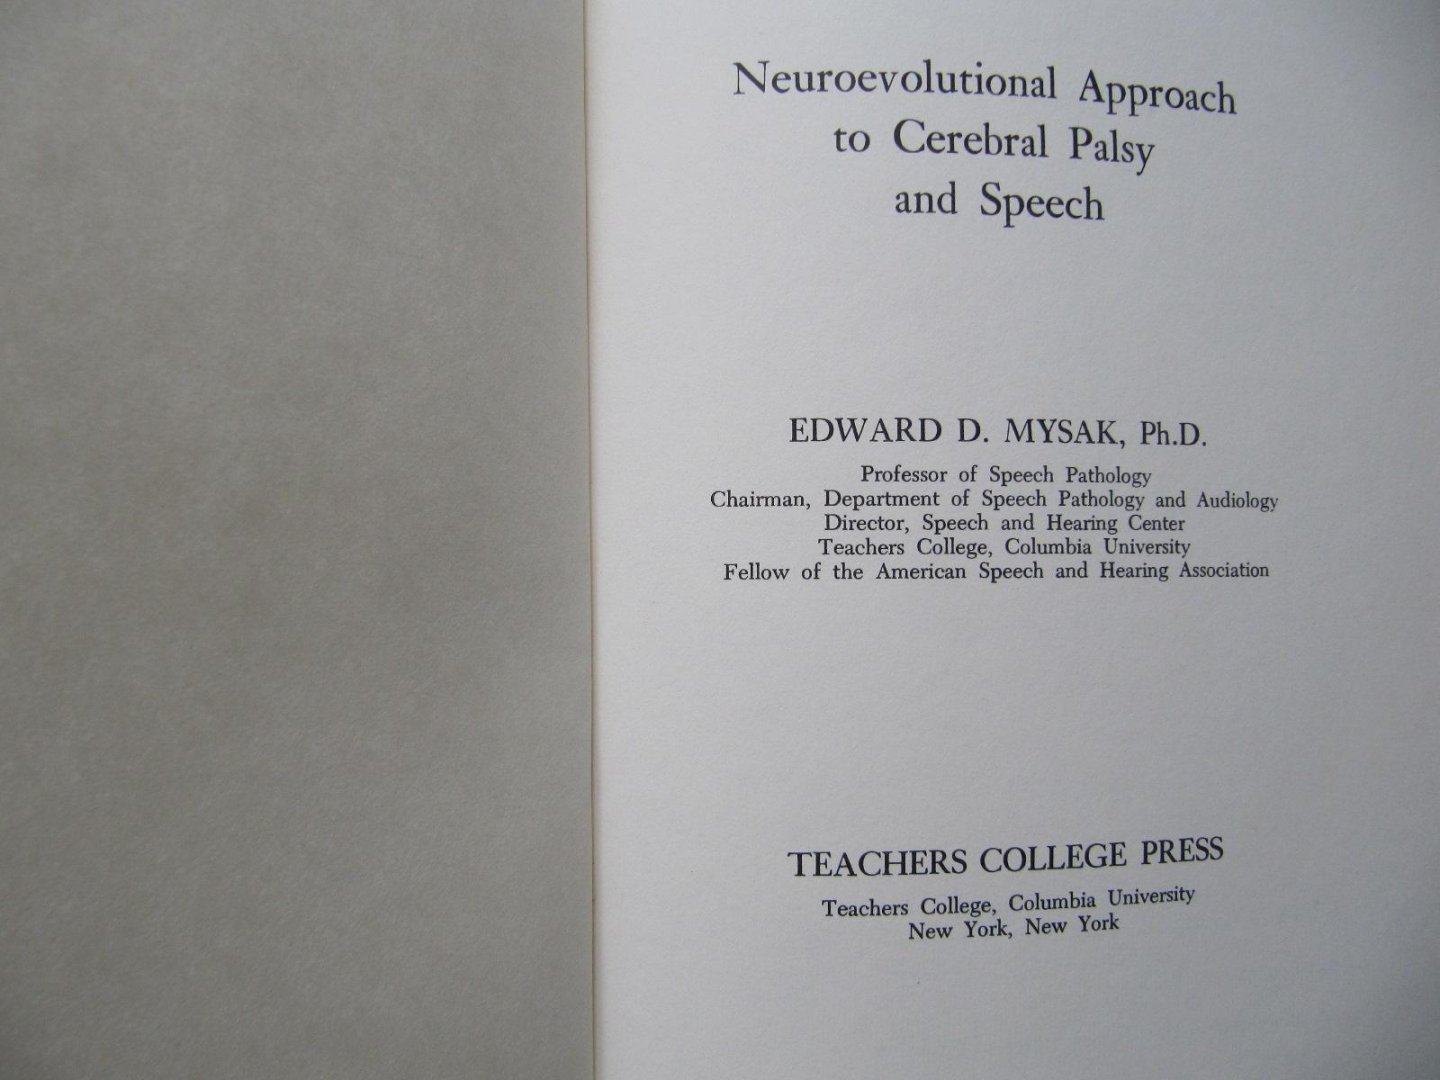 Neuroevolutional Approach
to Cerebral Palsy
and Speech
EDWARD D. MYSAK, Ph.D.
Professor of Speech Pathology
Chairman, Department of Speech Pathology and Audiology
Director, Speech and Hearing Center
Teachers College, Columbia University
Fellow of the American Speech and Hearing Association
TEACHERS COLLEGE PRESS
Teachers College, Columbia University
New York, New York